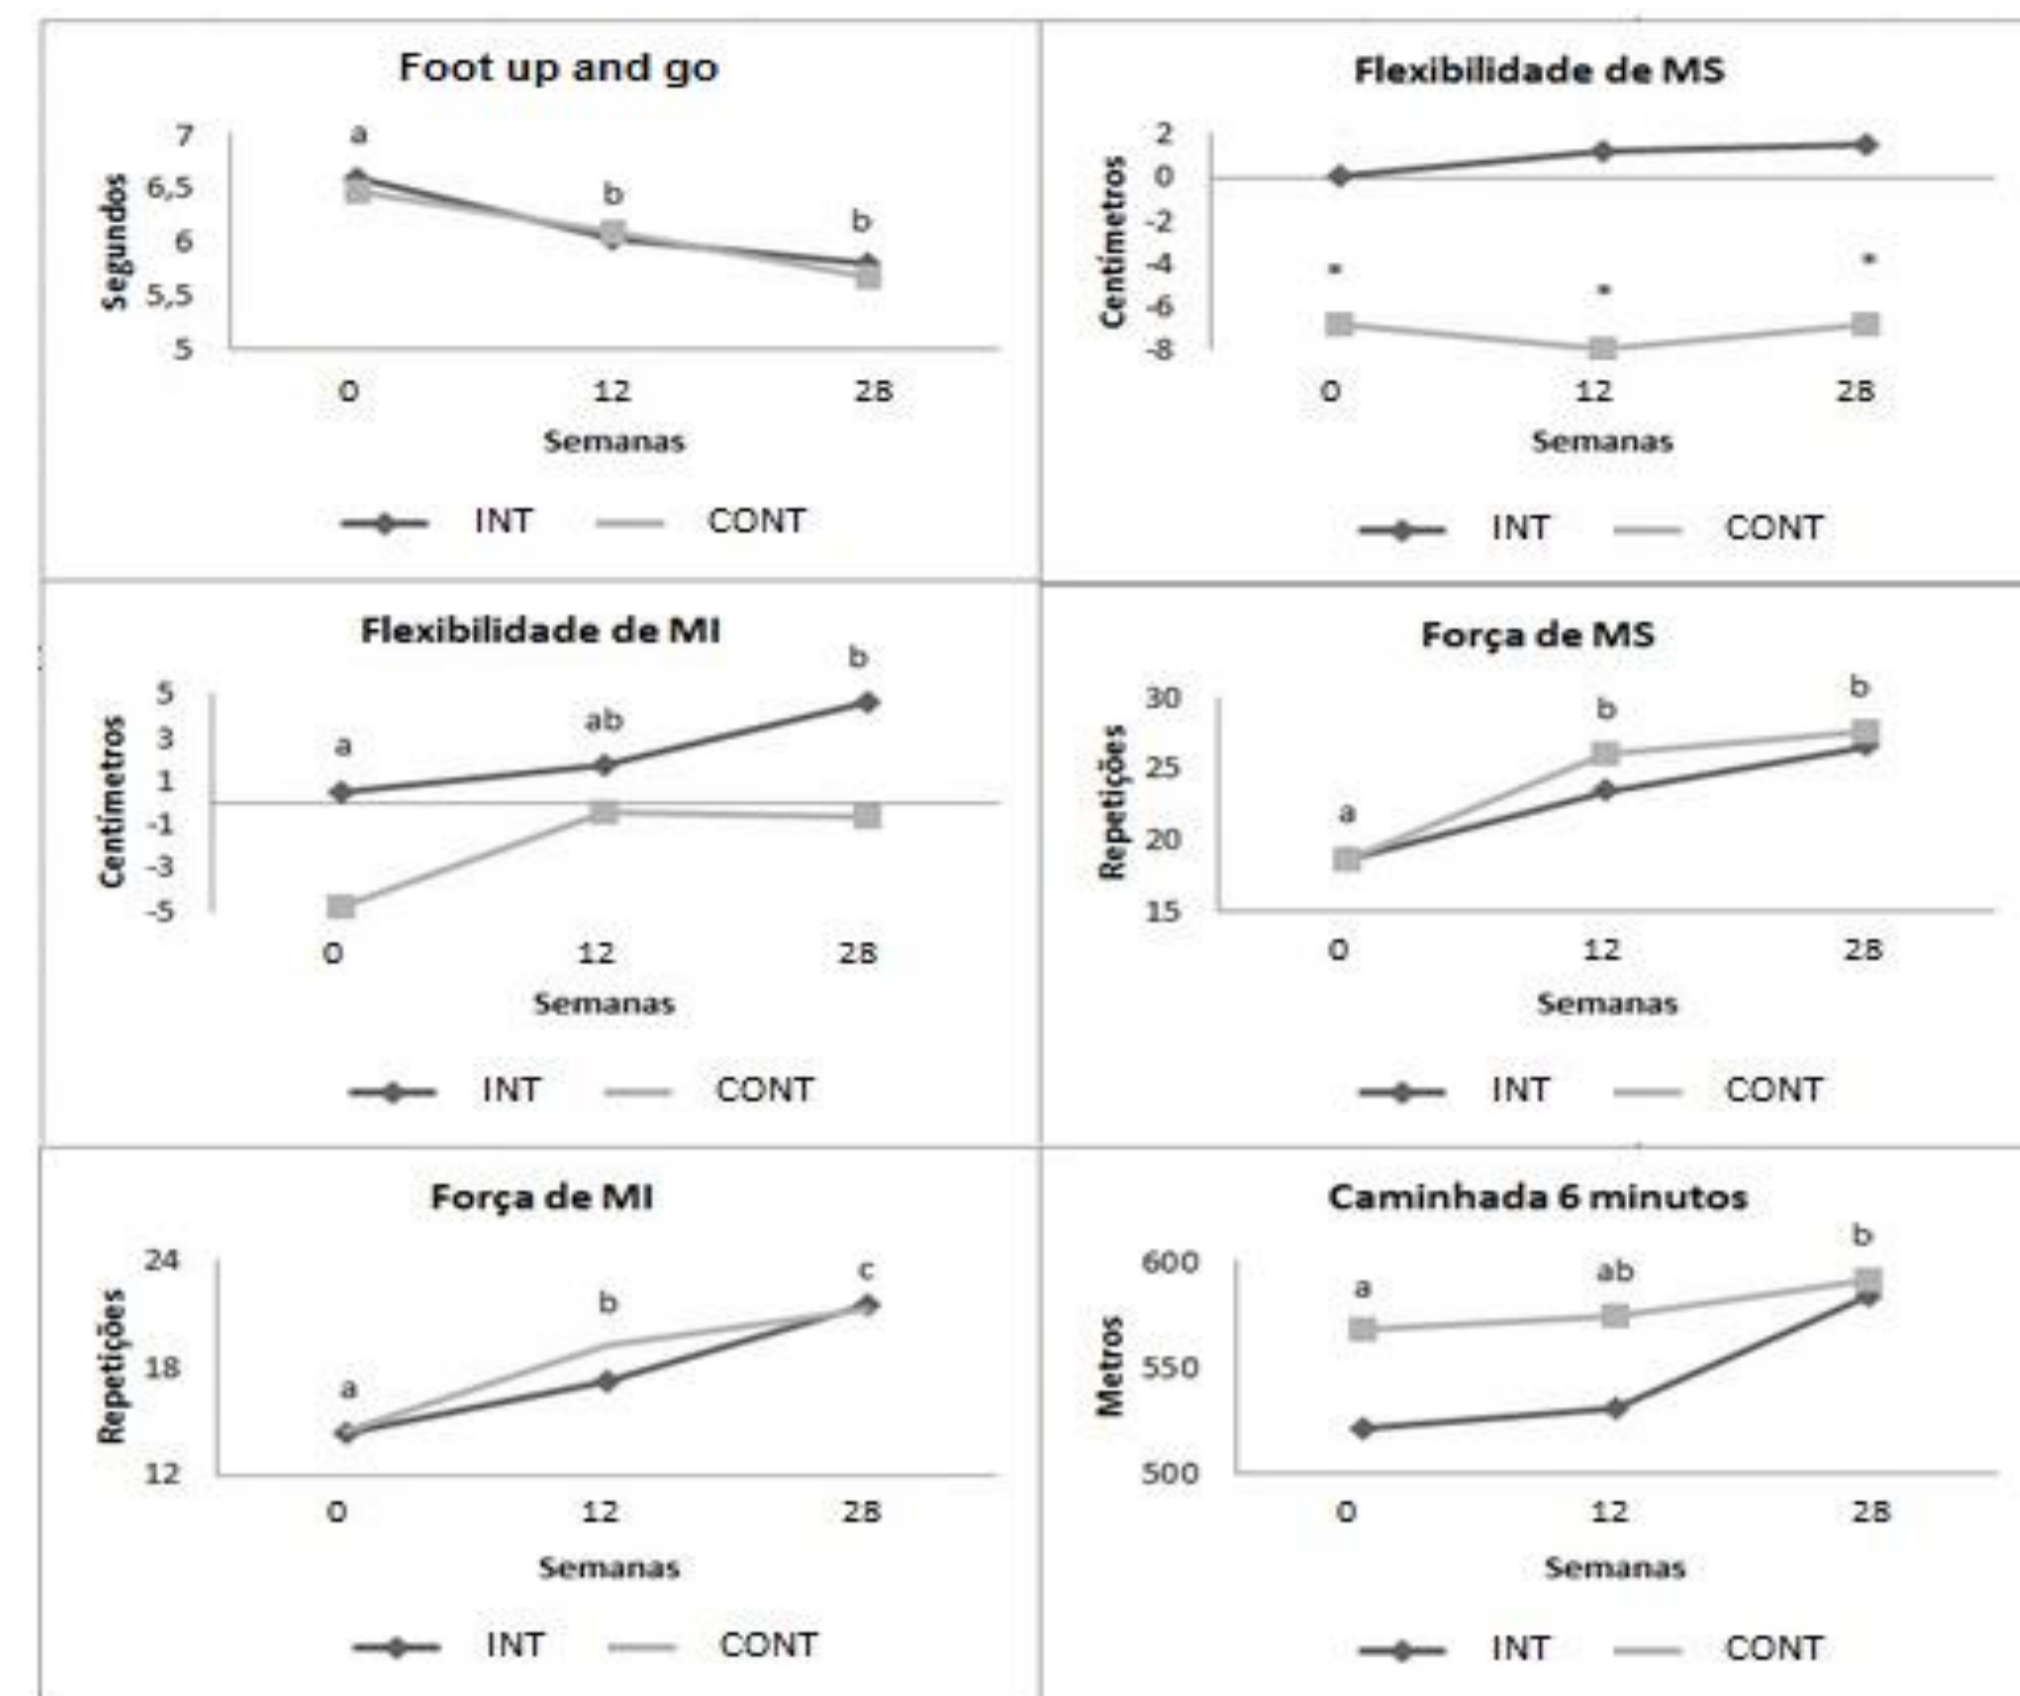 Foot up and go
Segundos
7
6,5
6
5,5
5
a
b
b
0 12 28
Semanas
INT CONT
Flexibilidade de MS
Centímetros
2
0
-2
-4
-6
-8
*
*
*
0 12 28
Semanas
INT CONT
Flexibilidade de MI
Centímetros
5
3
1
-1
-3
-5
a
ab
b
0 12 28
Semanas
INT CONT
Força de MS
Repetições
30
25
20
15
a
b
b
0 12 28
Semanas
INT CONT
Força de MI
Repetições
24
18
12
a
b
c
0 12 28
Semanas
INT CONT
Caminhada 6 minutos
Metros
600
550
500
a
ab
b
0 12 28
Semanas
INT CONT